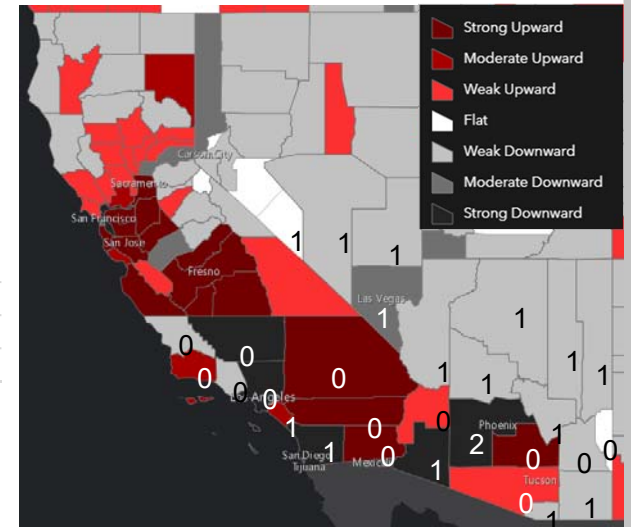 Strong Upward
Moderate Upward
Weak Upward
Flat
Weak Downward
Moderate Downward
Strong Downward
Carson City
Sacramento
San Francisco
San Jose
Fresno
1
1
1
Las Vegas
1
1
0
0
0
0
1
1
1
1
0
0
Los Angeles
0
0
1
Phoenix
1
0
San Diego
Tijuana
1
Mexicali
0
2
0
0
0
1
Tucson
0
1
1